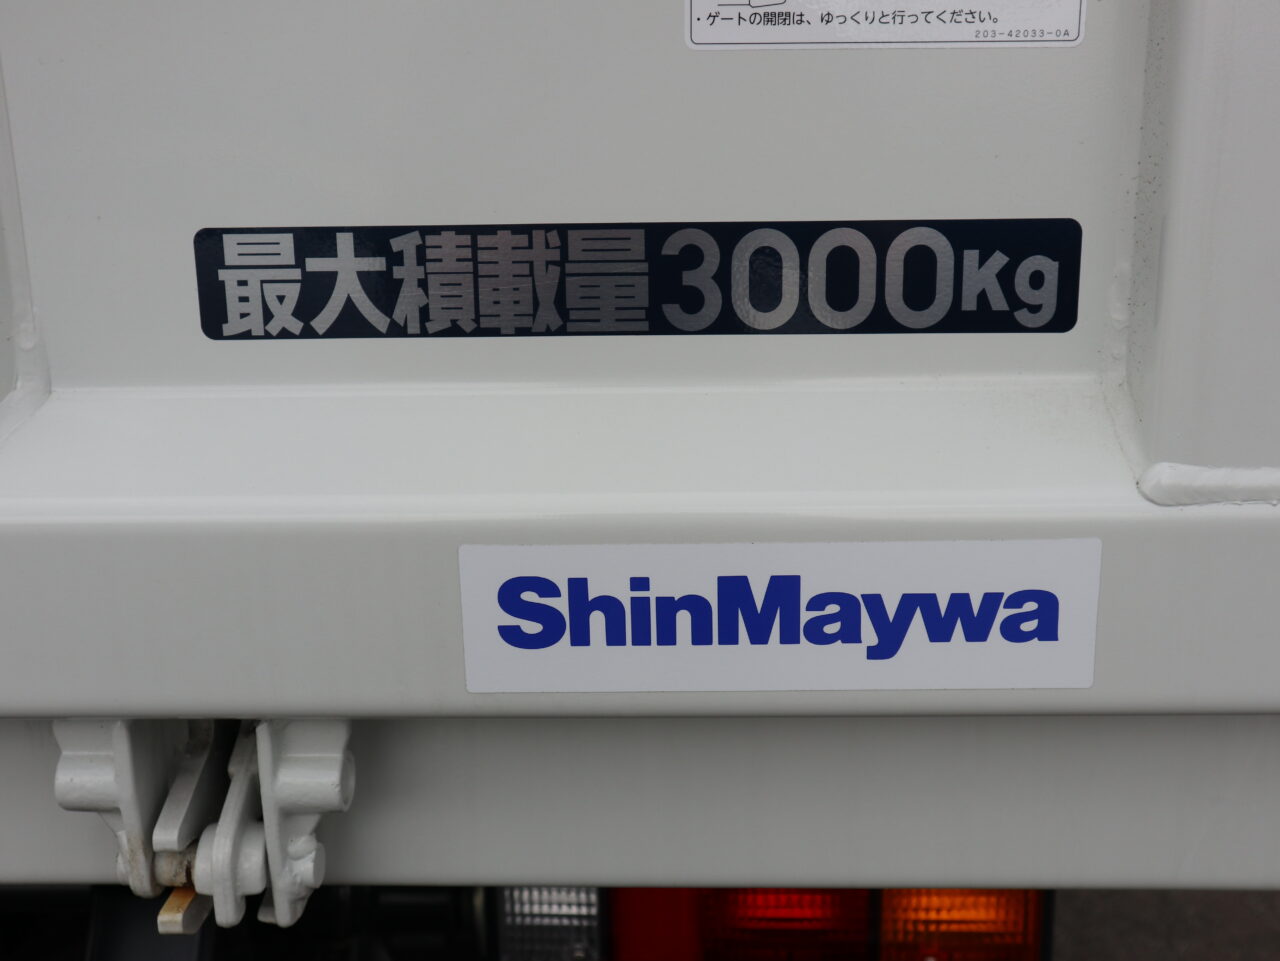 ・ゲートの開閉は、ゆっくりと行ってください。
203-42033-0A
最大積載量3000Kg
ShinMaywa